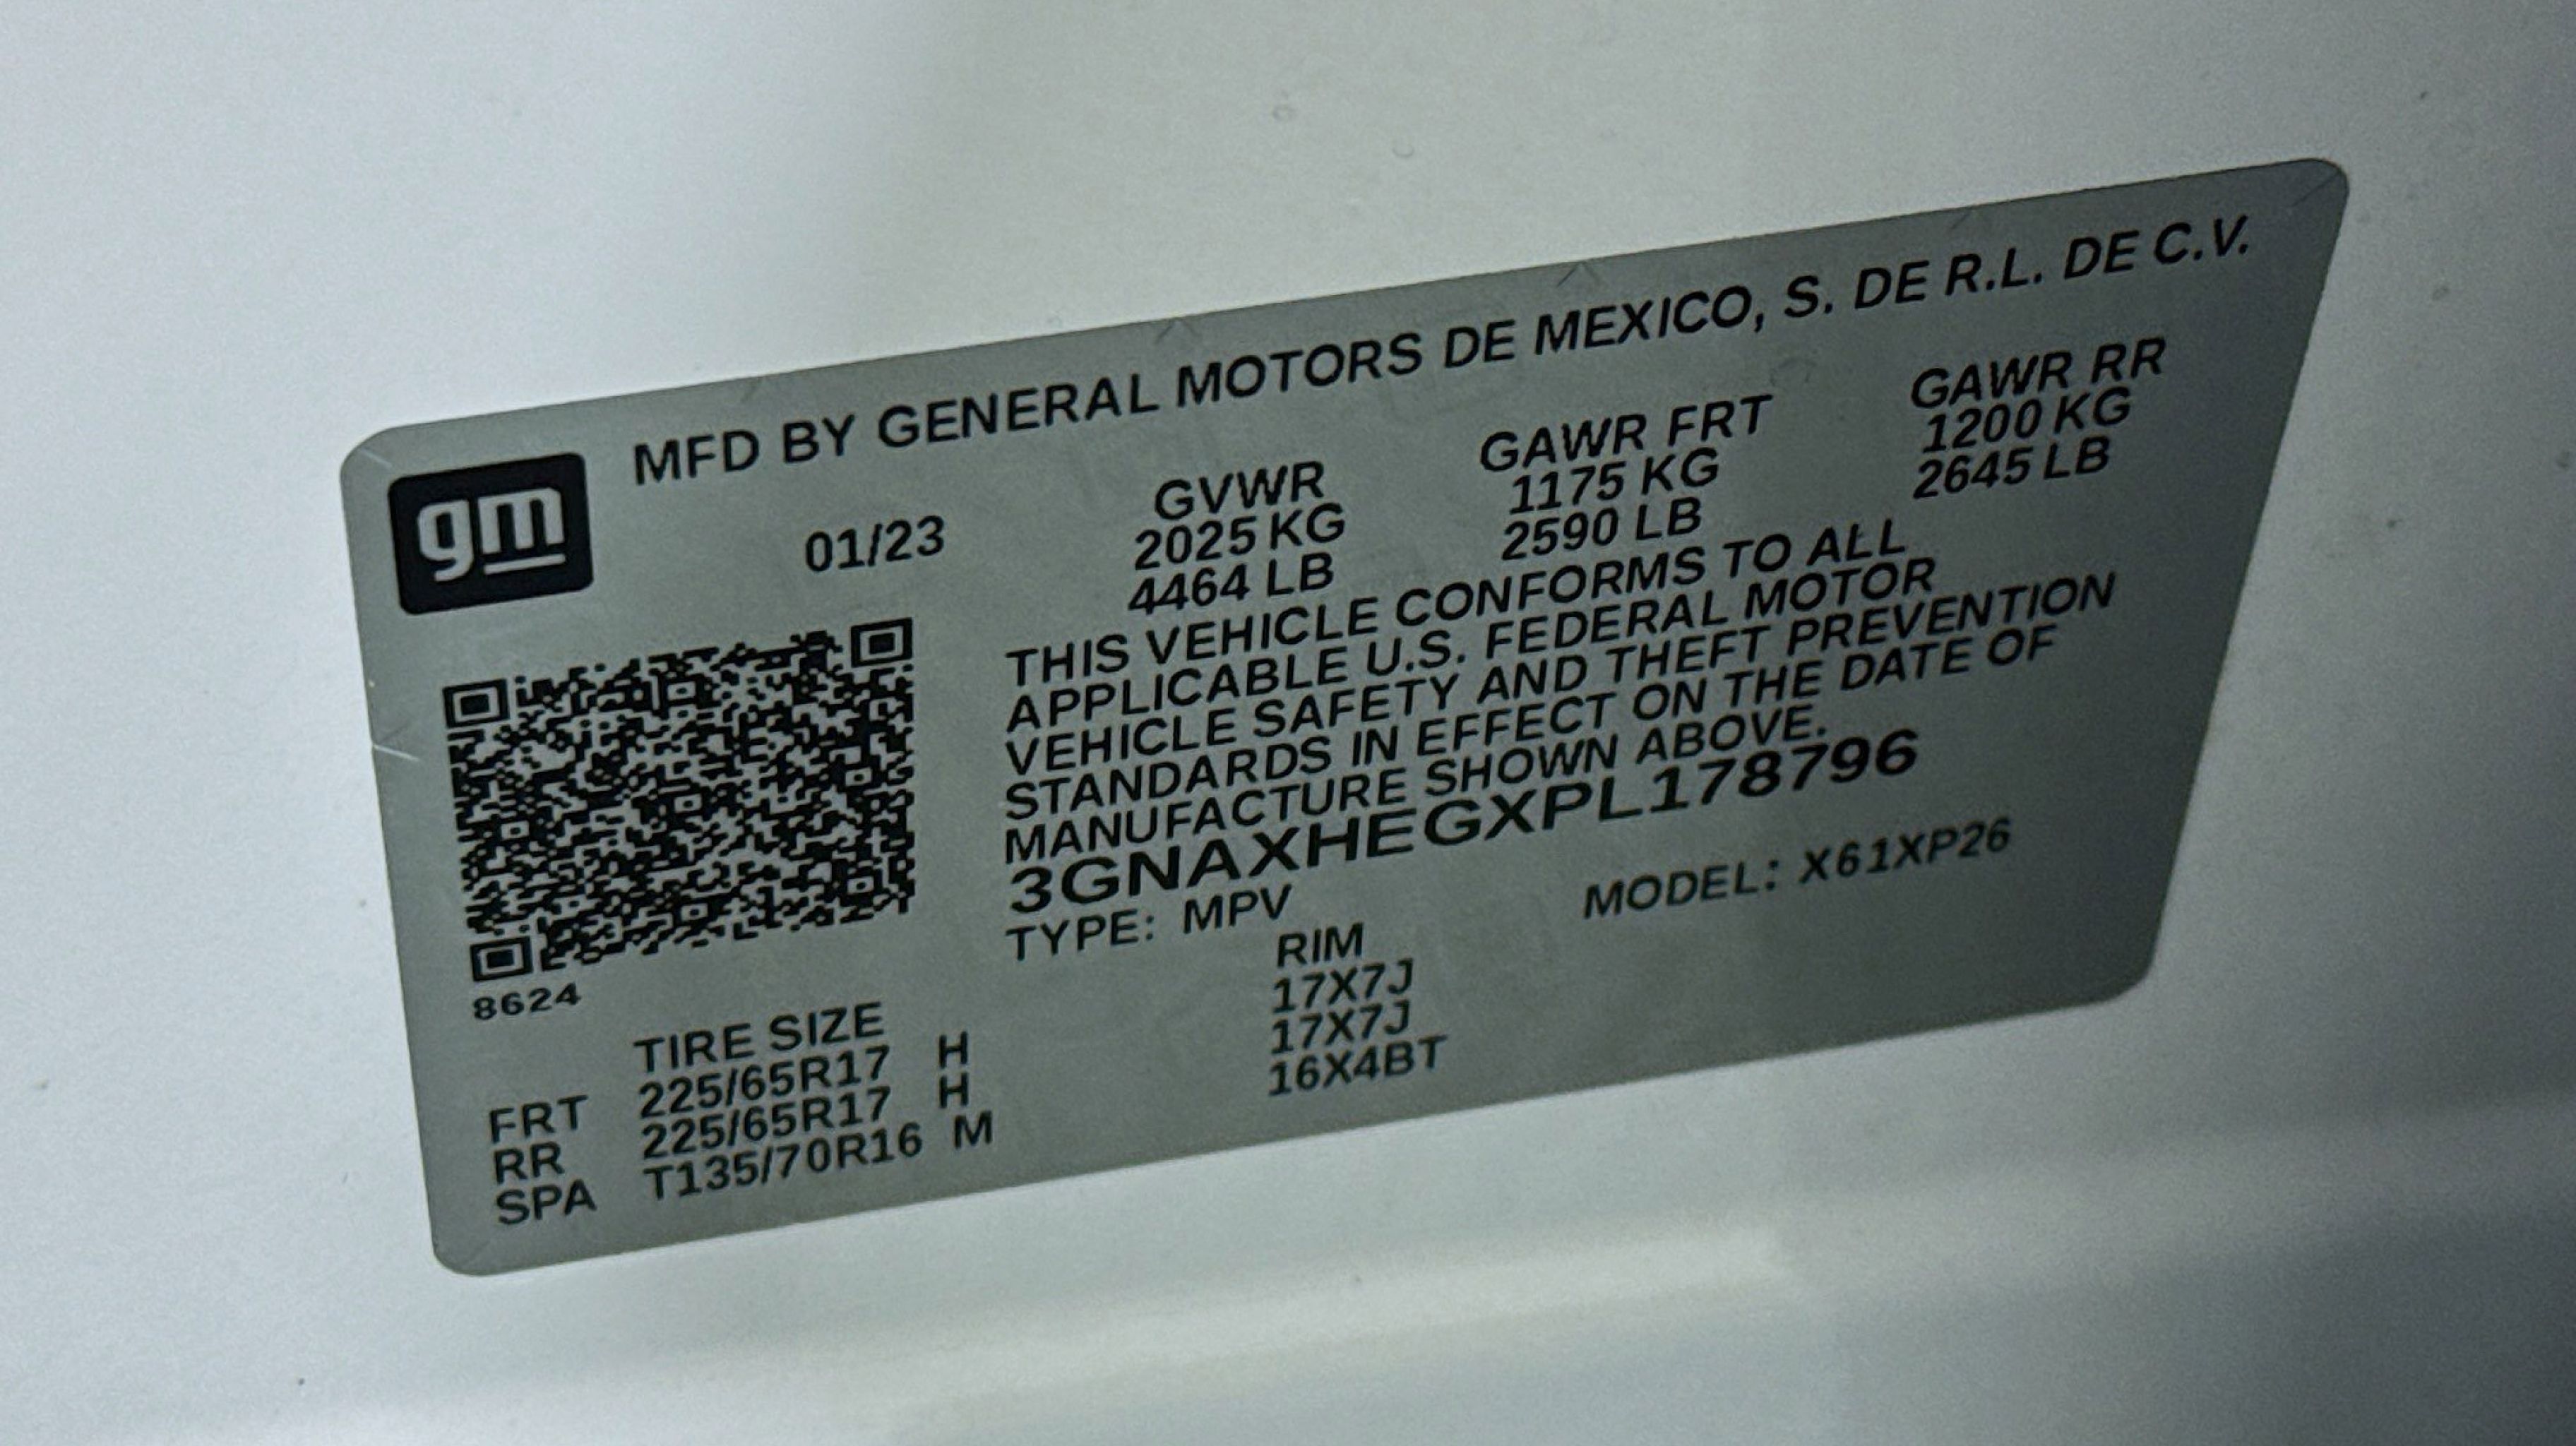 gm
MFD BY GENERAL MOTORS DE MEXICO, S. DE R.L. DE C.V.
01/23
GVWR GAWR FRT GAWR RR
2025 KG 1175 KG 1200 KG
4464 LB 2590 LB 2645 LB
THIS VEHICLE CONFORMS TO ALL
APPLICABLE U.S. FEDERAL MOTOR
VEHICLE SAFETY AND THEFT PREVENTION
STANDARDS IN EFFECT ON THE DATE OF
MANUFACTURE SHOWN ABOVE.
3GNAXHEGXPL178796
TYPE: MPV MODEL: X61XP26
8624
TIRE SIZE RIM
FRT 225/65R17 H 17X7J
RR 225/65R17 H 17X7J
SPA T135/70R16 M 16X4BT